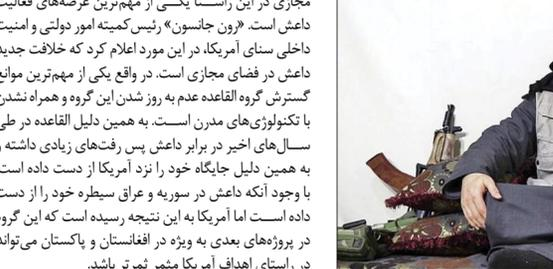 مجازی در این راستا یکی از مهم‌ترین عرصه‌های فعالیت
داعش است. «رون جانسون» رئیس کمیته امور دولتی و امنیت
داخلی سنای آمریکا، در این مورد اعلام کرد که خلافت جدید
داعش در فضای مجازی است. در واقع یکی از مهم‌ترین موانع
گسترش گروه القاعده عدم به روز شدن این گروه و همراه نشدن
با تکنولوژی‌های مدرن است. به همین دلیل القاعده در طی
سال‌های اخیر در برابر داعش پس رفت‌های زیادی داشته و
به همین دلیل جایگاه خود را نزد آمریکا از دست داده است.
با وجود آنکه داعش در سوریه و عراق سیطره خود را از دست
داده است اما آمریکا به این نتیجه رسیده است که این گروه
در پروژه‌های بعدی به ویژه در افغانستان و پاکستان می‌تواند
در راستای اهداف آمریکا مثمر ثمرتر باشد.